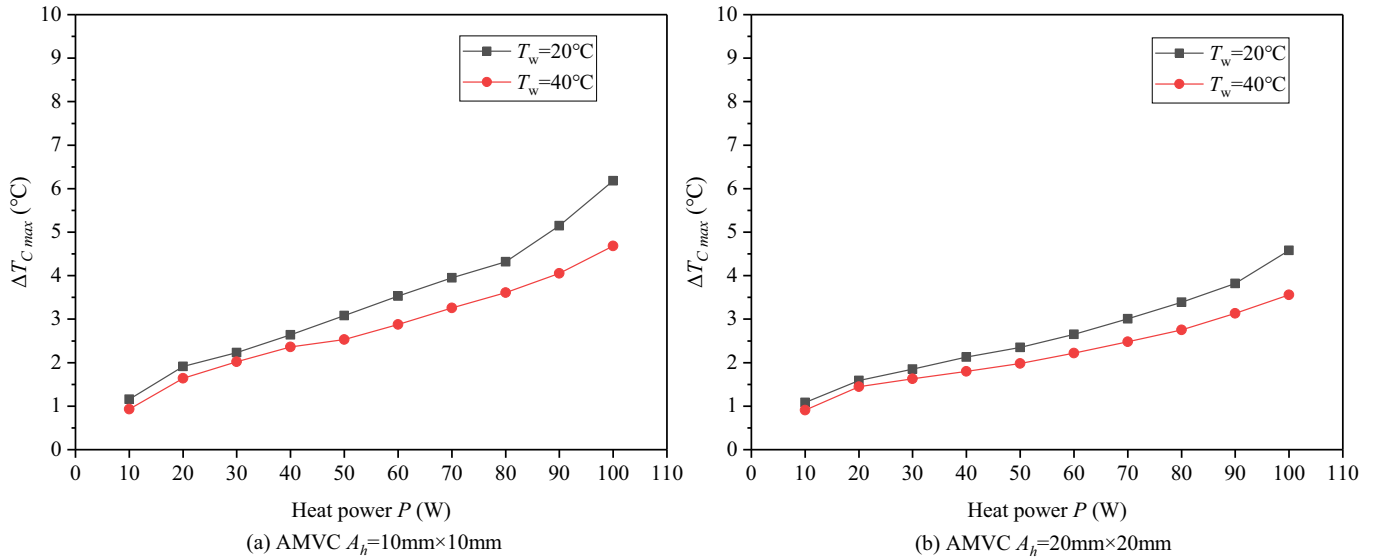 10
9
8
7
6
5
4
3
2
1
0
ΔT_C max (°C)
T_w=20℃
T_w=40℃
0 10 20 30 40 50 60 70 80 90 100 110
Heat power P (W)
(a) AMVC A_h=10mm×10mm
10
9
8
7
6
5
4
3
2
1
0
ΔT_C max (°C)
T_w=20℃
T_w=40℃
0 10 20 30 40 50 60 70 80 90 100 110
Heat power P (W)
(b) AMVC A_h=20mm×20mm